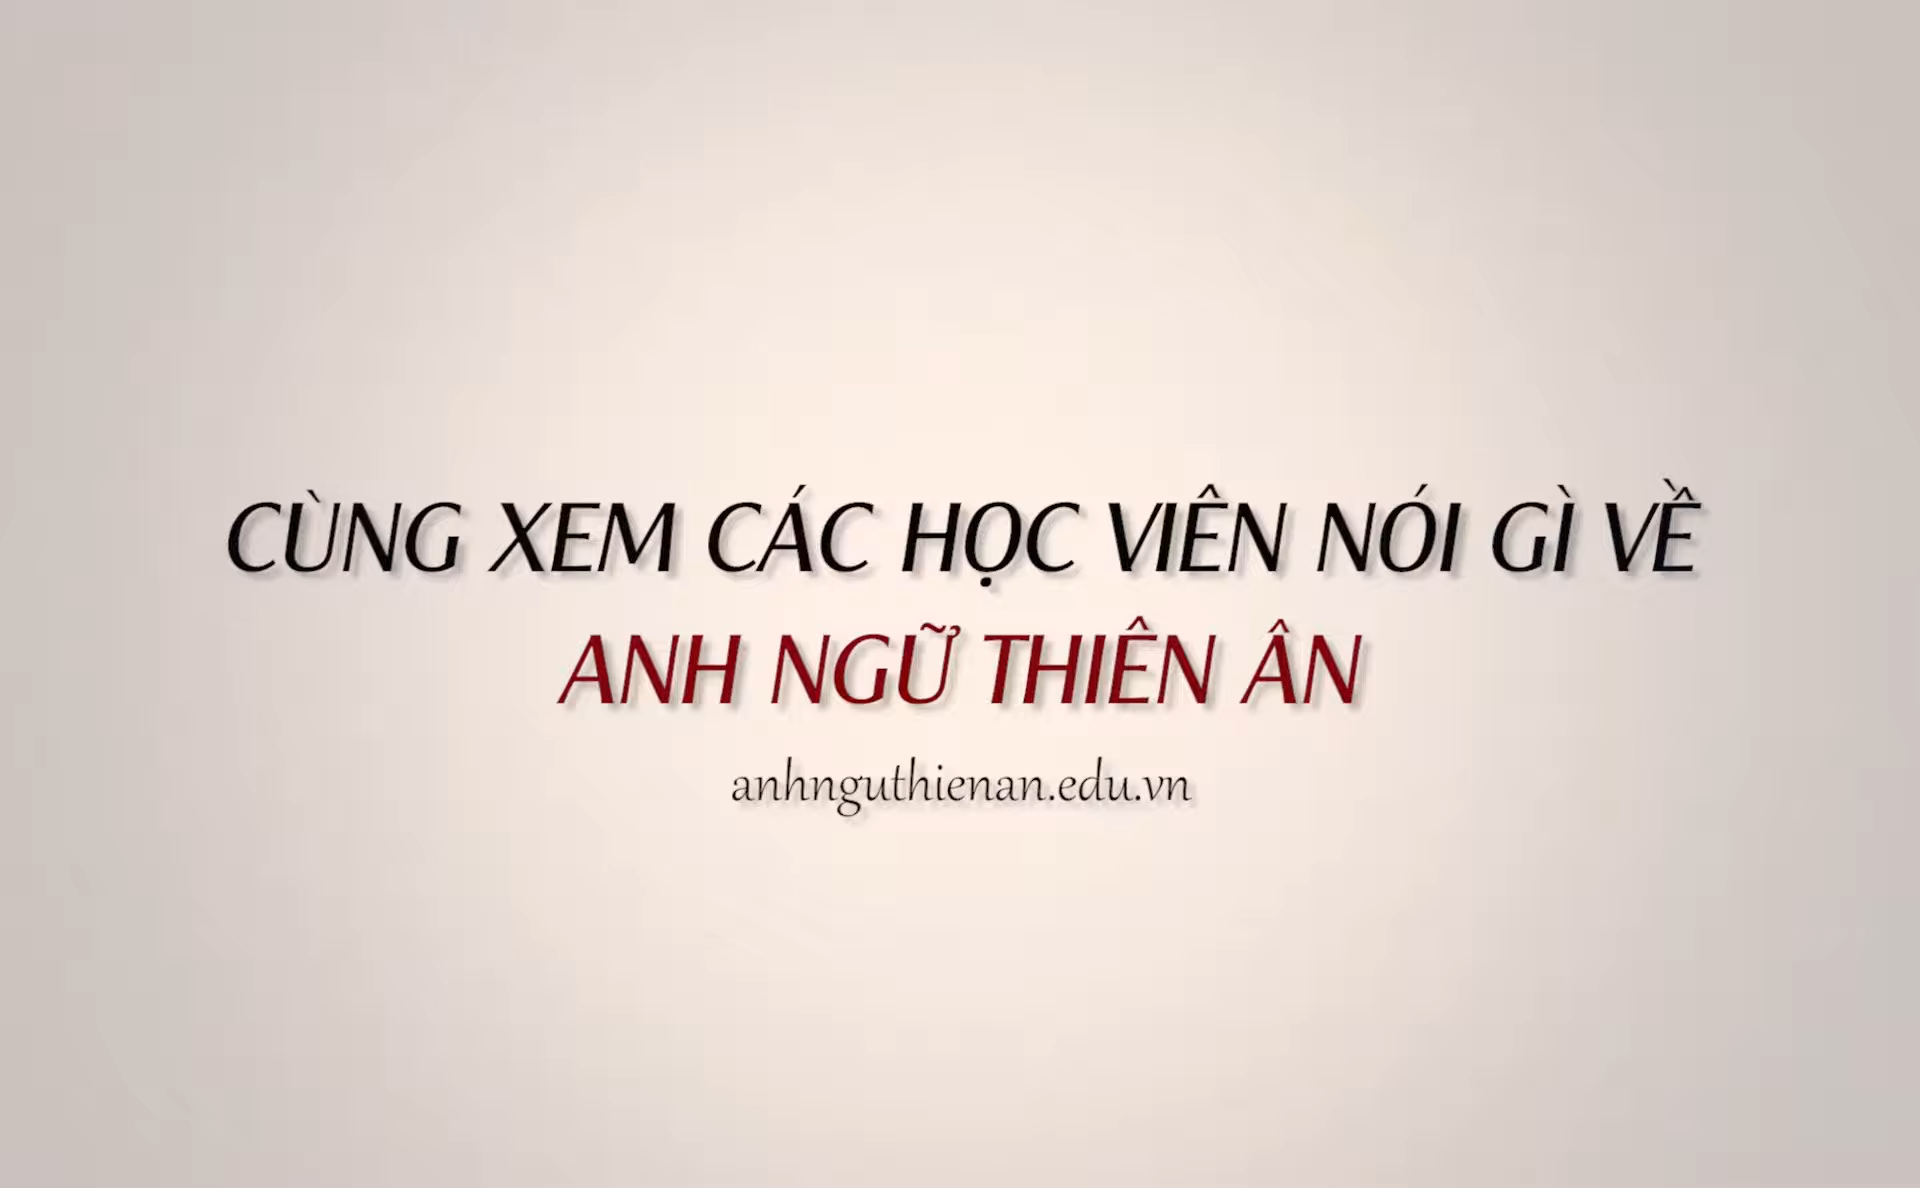 CÙNG XEM CÁC HỌC VIÊN NÓI GÌ VỀ
ANH NGỮ THIÊN ÂN
anhnguthienan.edu.vn